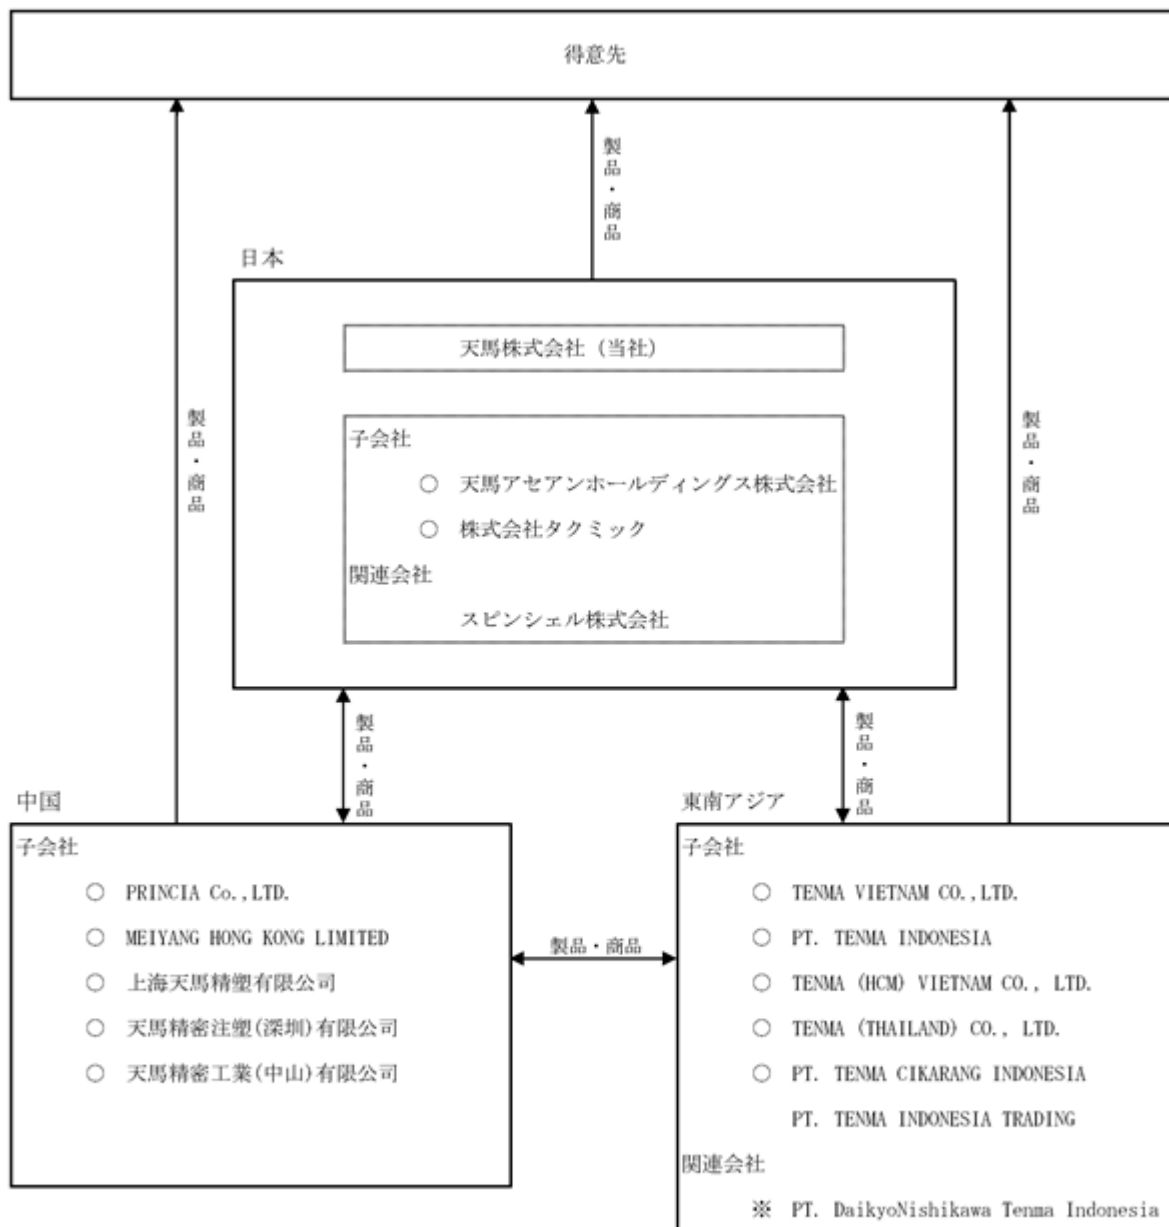 得意先
製品・商品
日本
天馬株式会社（当社）
製品・商品
製品・商品
子会社
○ 天馬アセアンホールディングス株式会社
○ 株式会社タクミック
関連会社
スピンシェル株式会社
製品・商品
製品・商品
中国
子会社
○ PRINCIA Co.,LTD.
○ MEIYANG HONG KONG LIMITED
○ 上海天馬精塑有限公司
○ 天馬精密注塑(深圳)有限公司
○ 天馬精密工業(中山)有限公司
製品・商品
東南アジア
子会社
○ TENMA VIETNAM CO.,LTD.
○ PT. TENMA INDONESIA
○ TENMA (HCM) VIETNAM CO., LTD.
○ TENMA (THAILAND) CO., LTD.
○ PT. TENMA CIKARANG INDONESIA
PT. TENMA INDONESIA TRADING
関連会社
※ PT. DaikyoNishikawa Tenma Indonesia